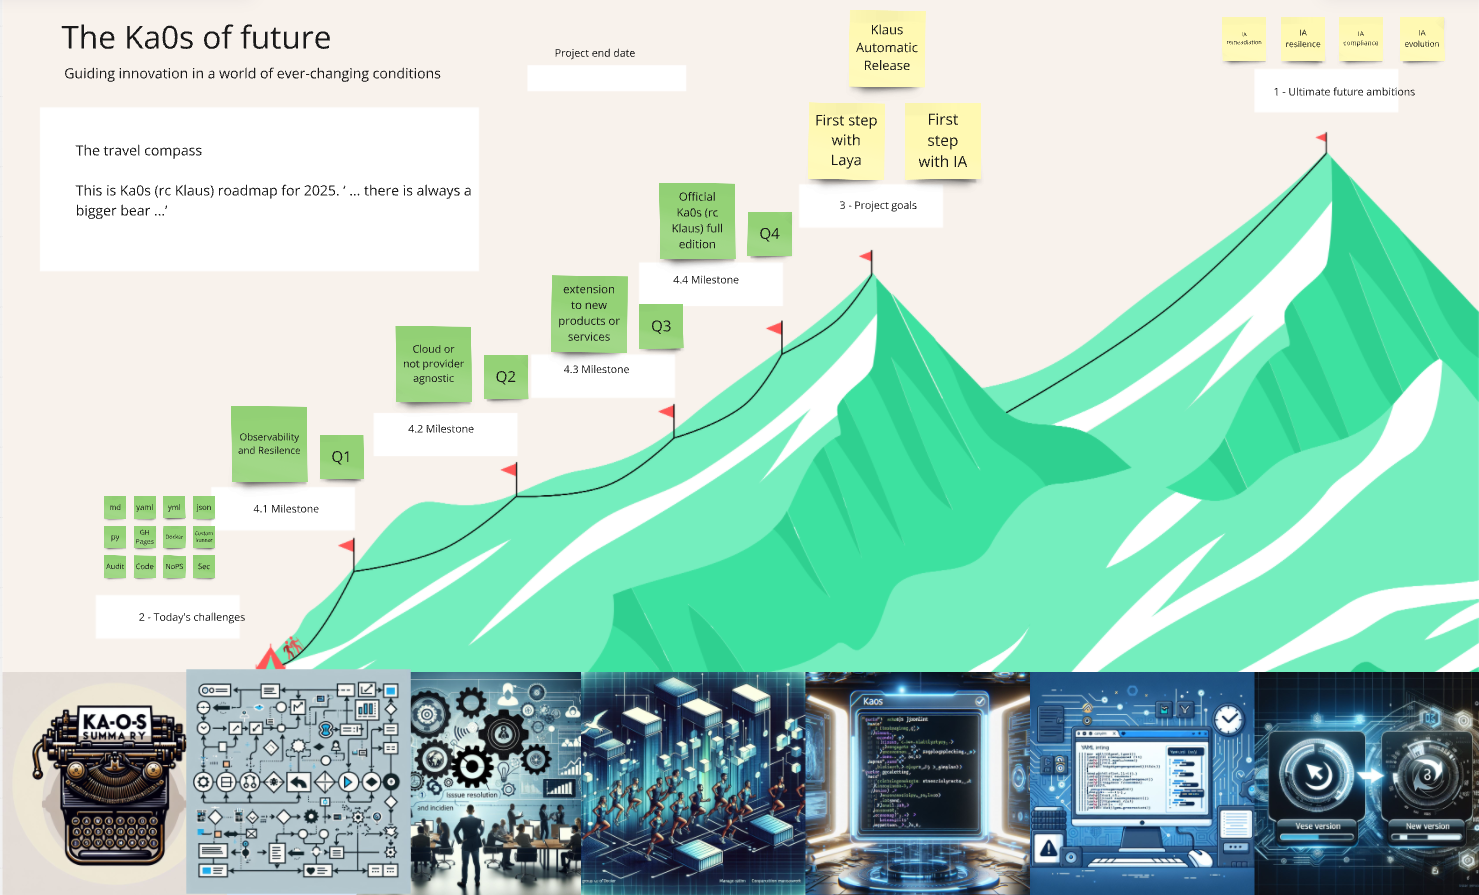 The Ka0s of future
Guiding innovation in a world of ever-changing conditions
The travel compass
This is Ka0s (rc Klaus) roadmap for 2025. ‘ ... there is always a
bigger bear ...’
Project end date
Klaus
Automatic
Release
First step
with
Laya
First
step
with IA
3 - Project goals
IA
IA
resilence
IA
compliance
IA
evolution
1 - Ultimate future ambitions
Official
Ka0s (rc
Klaus) full
edition
Q4
4.4 Milestone
extension
to new
products or
services
Q3
4.3 Milestone
Cloud or
not provider
agnostic
Q2
4.2 Milestone
Observability
and Resilence
Q1
4.1 Milestone
md
yaml
yml
json
py
GH
Pages
Docker
Custom
Audit
Code
NoPS
Sec
2 - Today's challenges
KA-O-S
SUMMA RY
issue resolution
and inciden
Kaos
YAML
Vese version
3
New version